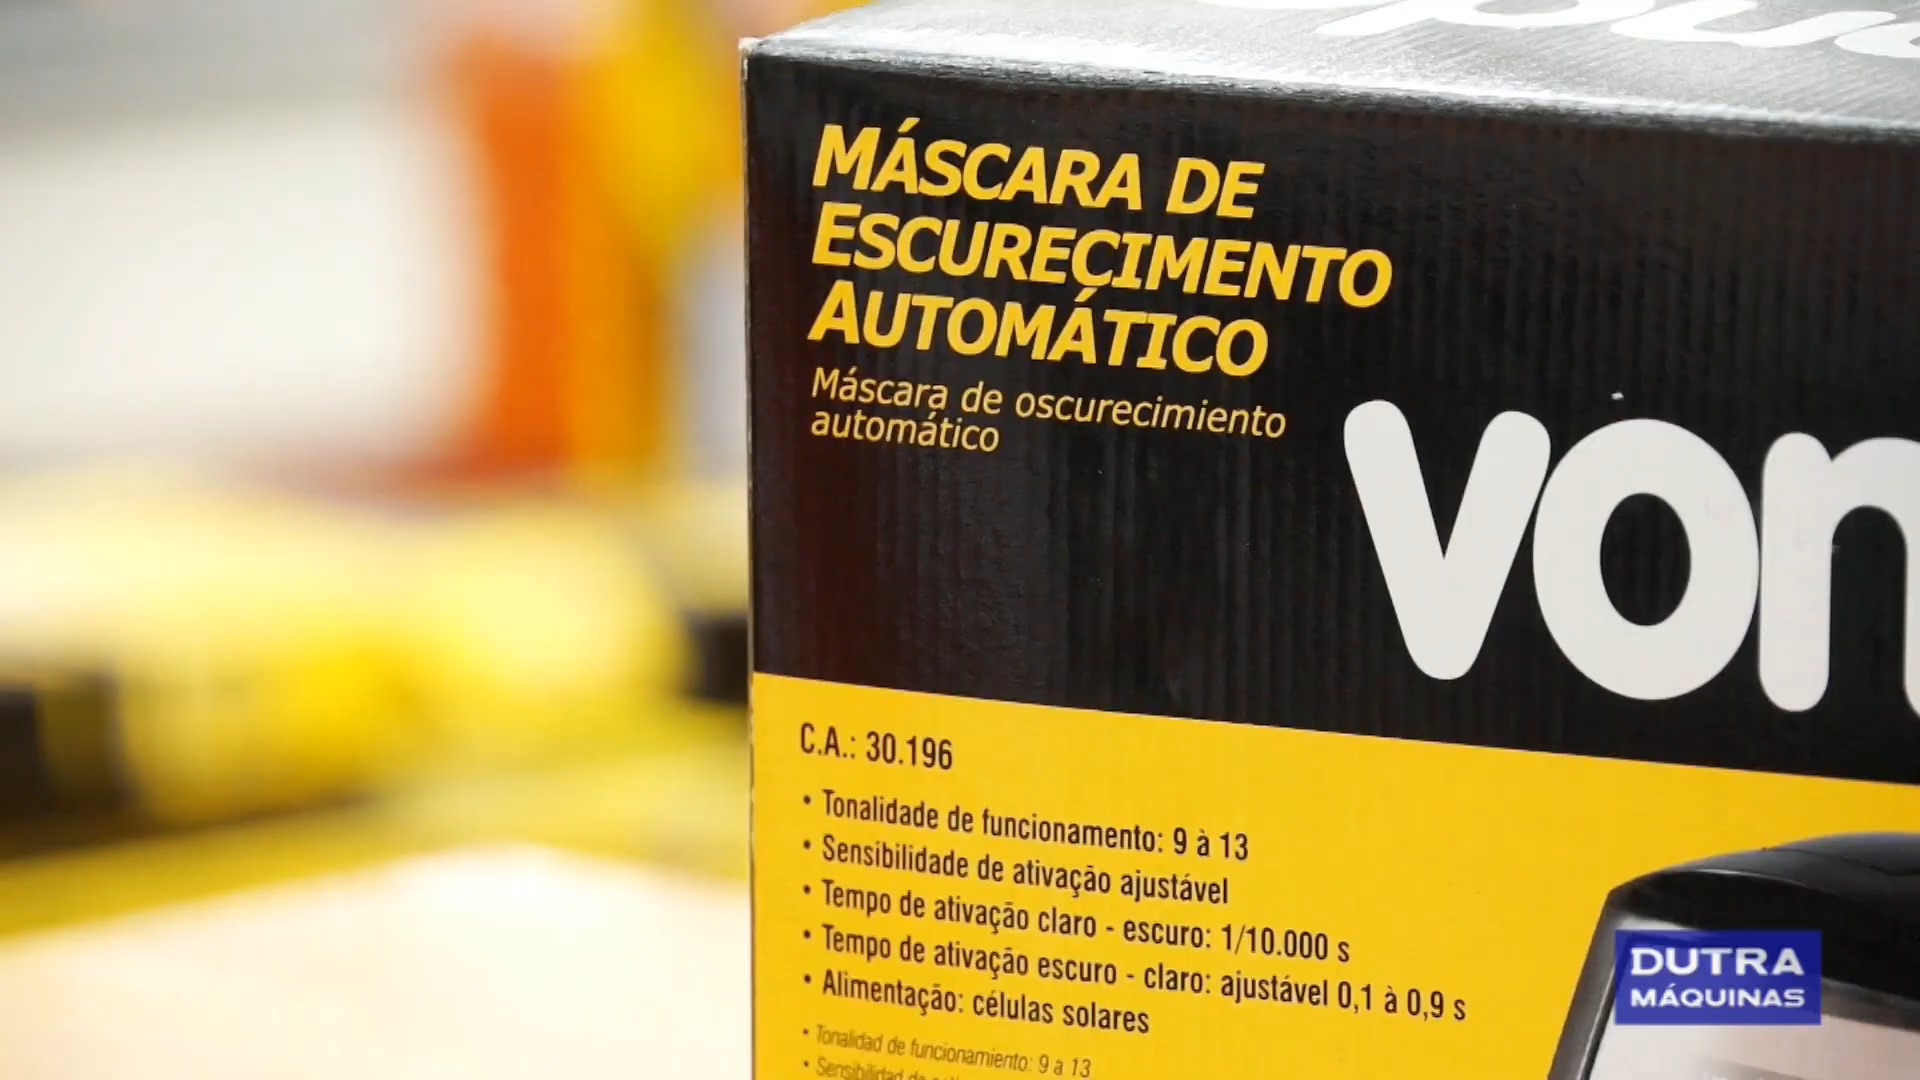 MÁSCARA DE
ESCURECIMENTO
AUTOMÁTICO
Máscara de oscurecimiento
automático
von
C.A.: 30.196
• Tonalidade de funcionamento: 9 à 13
• Sensibilidade de ativação ajustável
• Tempo de ativação claro - escuro: 1/10.000 s
• Tempo de ativação escuro - claro: ajustável 0,1 à 0,9 s
• Alimentação: células solares
• Tonalidad de funcionamiento: 9 a 13
• Sensibilidad de
DUTRA
MÁQUINAS